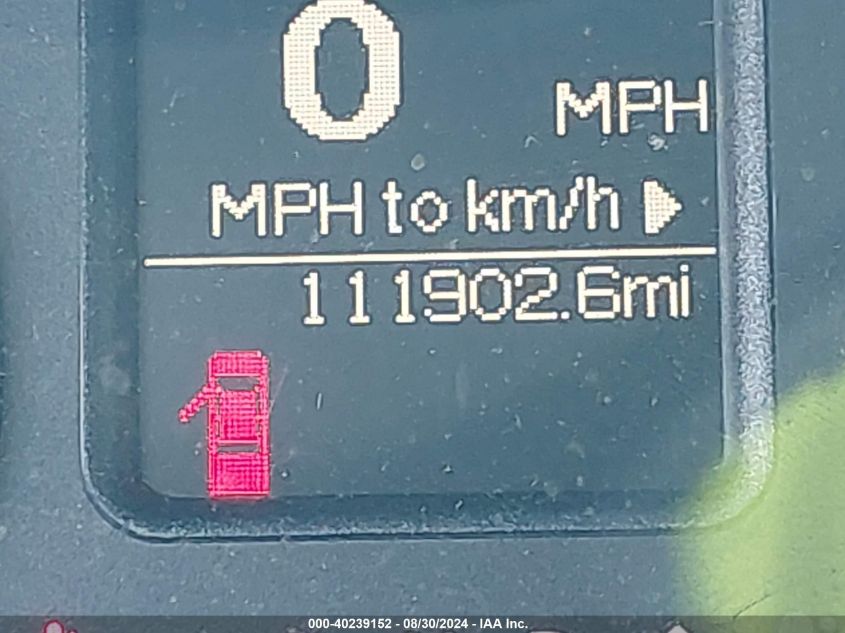 0
MPH
MPH to km/h
111902.6mi
000-40239152 - 08/30/2024 - IAA Inc.